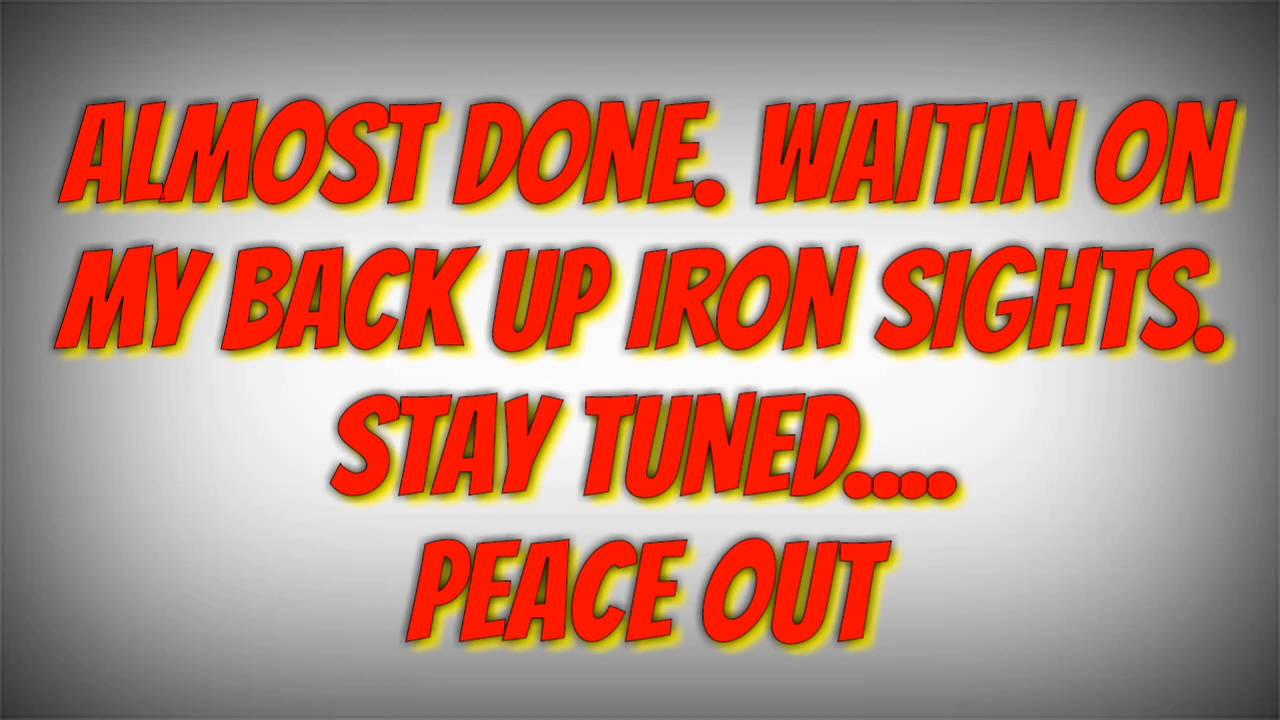 ALMOST DONE. WAITIN ON
MY BACK UP IRON SIGHTS.
STAY TUNED....
PEACE OUT